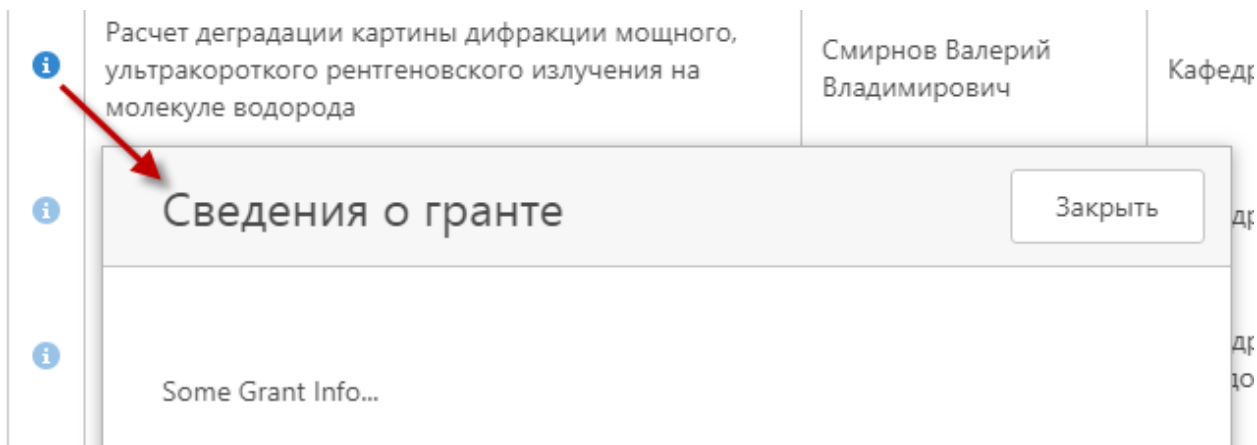 Расчет деградации картины дифракции мощного,
ультракороткого рентгеновского излучения на
молекуле водорода
Смирнов Валерий
Владимирович
Сведения о гранте
Закрыть
Some Grant Info...